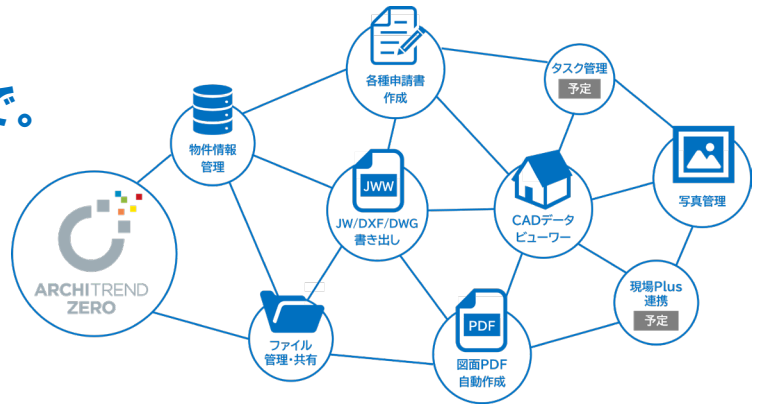 で。
各種申請書
作成
タスク管理
予定
物件情報
管理
JWW
JW/DXF/DWG
書き出し
CADデータ
ビューワー
写真管理
ARCHITREND
ZERO
現場Plus
連携
予定
ファイル
管理・共有
PDF
図面PDF
自動作成